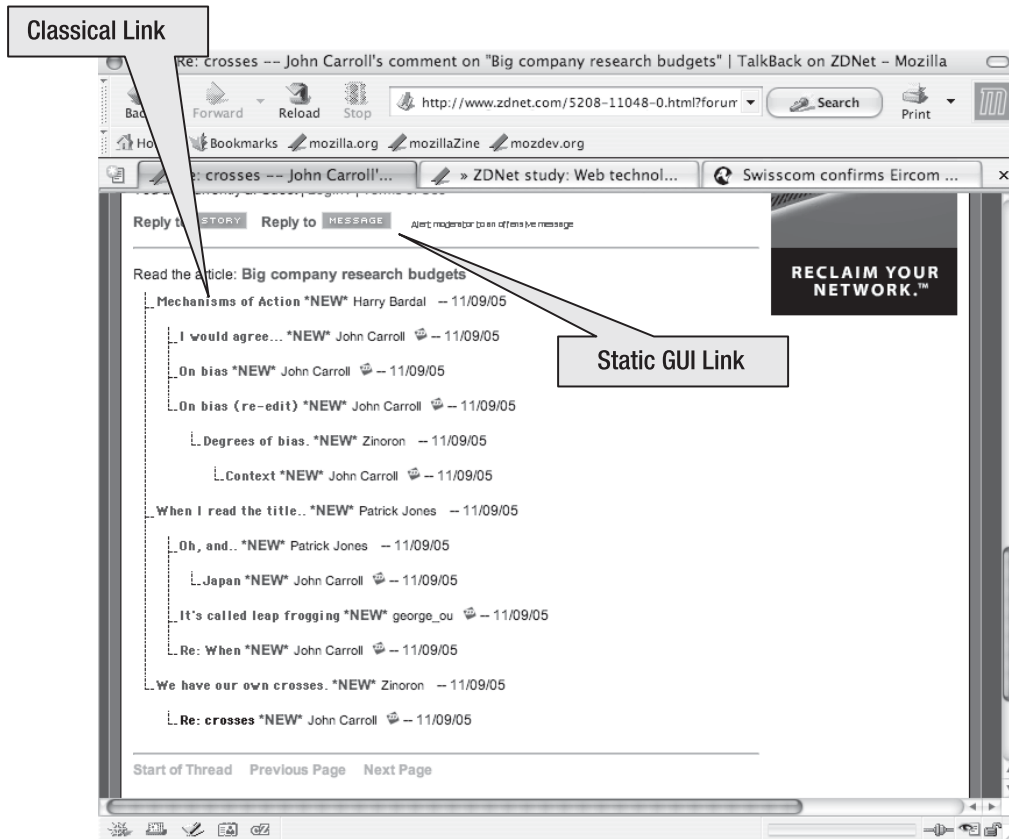 Classical Link
Re: crosses -- John Carroll's comment on "Big company research budgets" | TalkBack on ZDNet – Mozilla
Forward Reload Stop http://www.zdnet.com/5208-11048-0.html?forum Search Print
Bookmarks mozilla.org mozillaZine mozdev.org
: crosses -- John Carroll'... » ZDNet study: Web technol... Swisscom confirms Eircom ...
Reply to STORY Reply to MESSAGE Alert moderator to an offensive message
RECLAIM YOUR
NETWORK.™
Read the article: Big company research budgets
Mechanisms of Action *NEW* Harry Bardal -- 11/09/05
I would agree... *NEW* John Carroll -- 11/09/05
Static GUI Link
On bias *NEW* John Carroll -- 11/09/05
On bias (re-edit) *NEW* John Carroll -- 11/09/05
Degrees of bias. *NEW* Zinoron -- 11/09/05
Context *NEW* John Carroll -- 11/09/05
When I read the title.. *NEW* Patrick Jones -- 11/09/05
Oh, and.. *NEW* Patrick Jones -- 11/09/05
Japan *NEW* John Carroll -- 11/09/05
It's called leap frogging *NEW* george_ou -- 11/09/05
Re: When *NEW* John Carroll -- 11/09/05
We have our own crosses. *NEW* Zinoron -- 11/09/05
Re: crosses *NEW* John Carroll -- 11/09/05
Start of Thread Previous Page Next Page